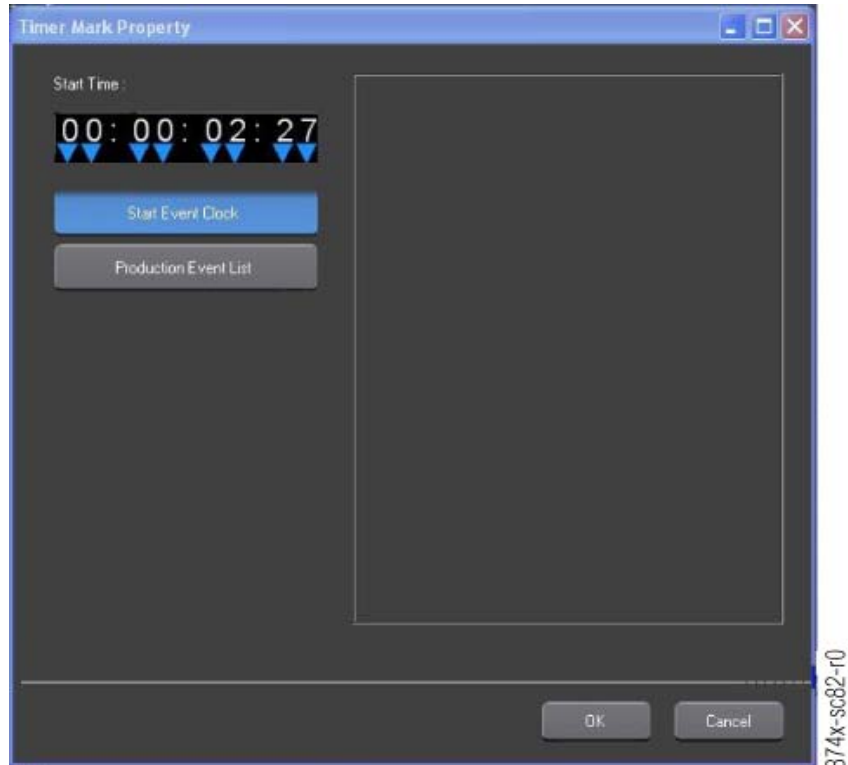 Timer Mark Property
Start Time :
00: 00: 02: 27
Start Event Clock
Production Event List
OK
Cancel
374x-sc82-r0